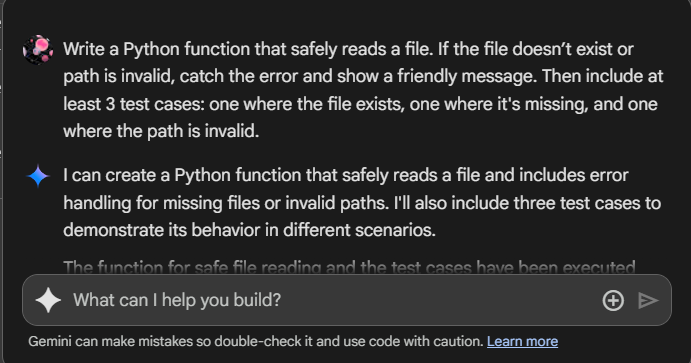 Write a Python function that safely reads a file. If the file doesn’t exist or
path is invalid, catch the error and show a friendly message. Then include at
least 3 test cases: one where the file exists, one where it's missing, and one
where the path is invalid.
I can create a Python function that safely reads a file and includes error
handling for missing files or invalid paths. I'll also include three test cases to
demonstrate its behavior in different scenarios.
The function for safe file reading and the test cases have been executed
What can I help you build?
Gemini can make mistakes so double-check it and use code with caution. Learn more